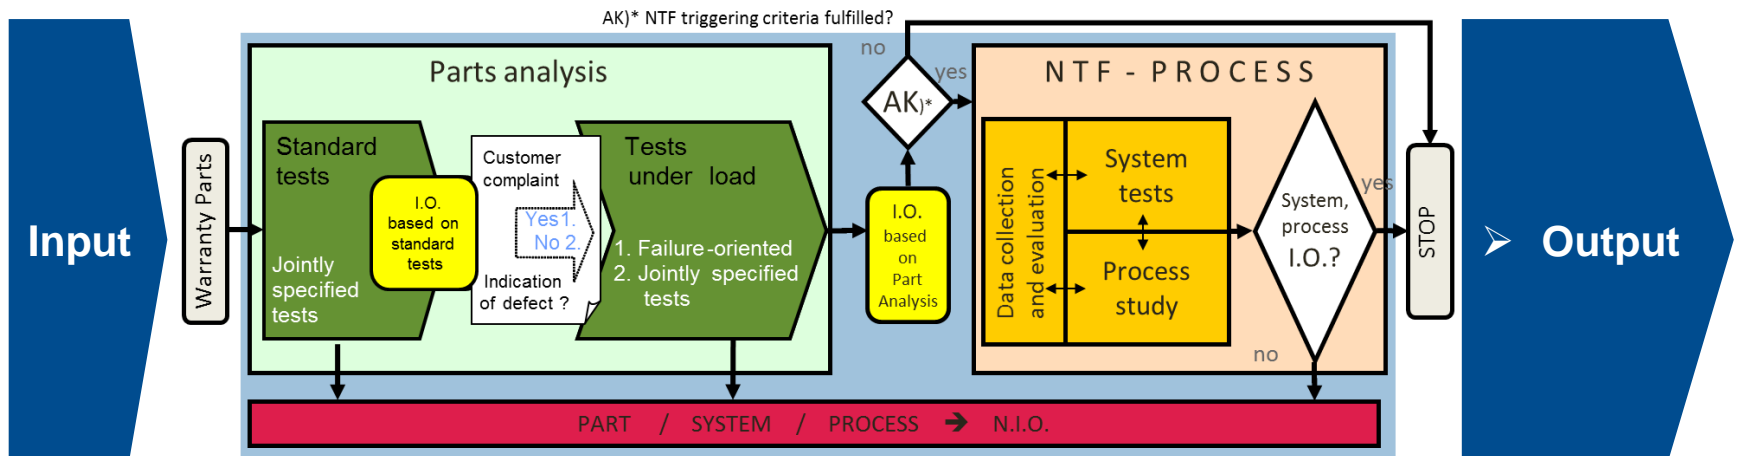 AK)* NTF triggering criteria fulfilled?
Input
Warranty Parts
Parts analysis
Standard
tests
Jointly
specified
tests
I.O.
based on
standard
tests
Customer
complaint
Yes1.
No 2.
Indication
of defect ?
Tests
under load
1. Failure-oriented
2. Jointly specified
tests
I.O.
based
on
Part
Analysis
no
yes
AK)*
NTF - PROCESS
Data collection
and evaluation
System
tests
Process
study
System,
process
I.O.?
yes
no
STOP
➢ Output
PART / SYSTEM / PROCESS ➔ N.I.O.